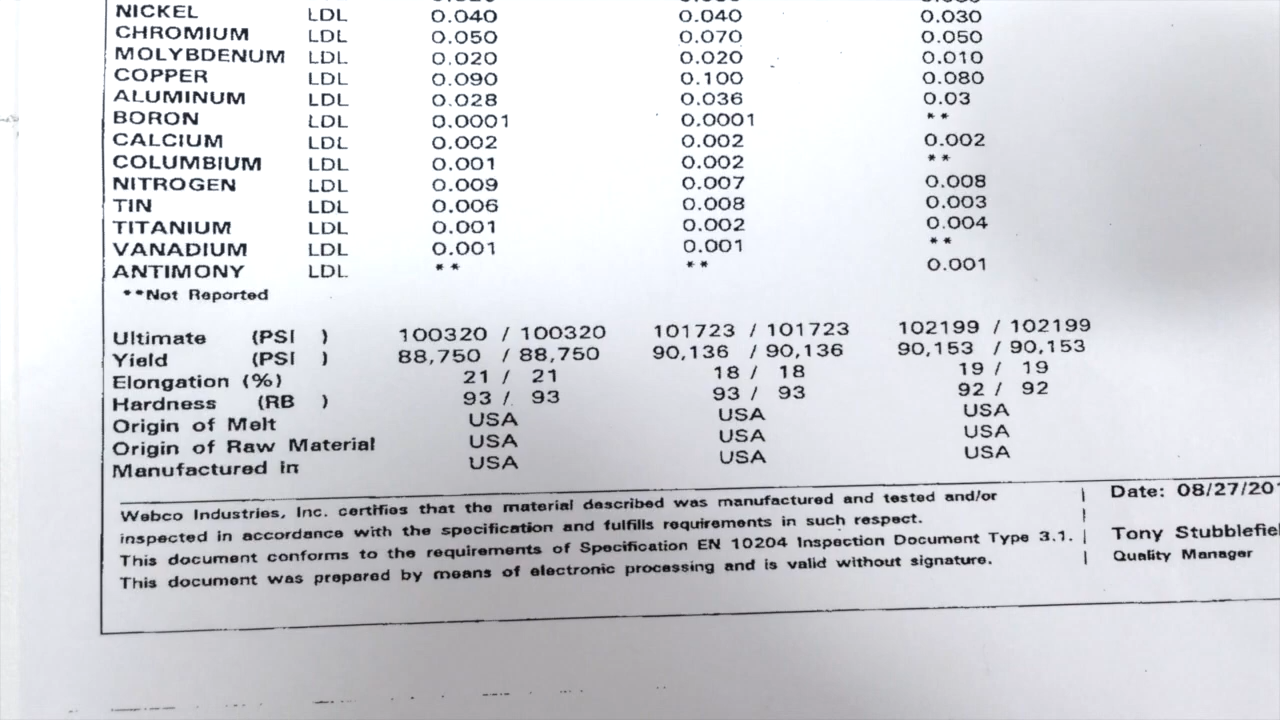 NICKEL LDL 0.040 0.040 0.030
CHROMIUM LDL 0.050 0.070 0.050
MOLYBDENUM LDL 0.020 0.020 0.010
COPPER LDL 0.090 0.100 0.080
ALUMINUM LDL 0.028 0.036 0.03
BORON LDL 0.0001 0.0001 **
CALCIUM LDL 0.002 0.002 0.002
COLUMBIUM LDL 0.001 0.002 **
NITROGEN LDL 0.009 0.007 0.008
TIN LDL 0.006 0.008 0.003
TITANIUM LDL 0.001 0.002 0.004
VANADIUM LDL 0.001 0.001 **
ANTIMONY LDL ** ** 0.001
**Not Reported
Ultimate (PSI ) 100320 / 100320 101723 / 101723 102199 / 102199
Yield (PSI ) 88,750 / 88,750 90,136 / 90,136 90,153 / 90,153
Elongation (%) 21 / 21 18 / 18 19 / 19
Hardness (RB ) 93 / 93 93 / 93 92 / 92
Origin of Melt USA USA USA
Origin of Raw Material USA USA USA
Manufactured in USA USA USA
Webco Industries, Inc. certifies that the material described was manufactured and tested and/or
inspected in accordance with the specification and fulfills requirements in such respect.
This document conforms to the requirements of Specification EN 10204 Inspection Document Type 3.1.
This document was prepared by means of electronic processing and is valid without signature.
Date: 08/27/201
Tony Stubblefiel
Quality Manager